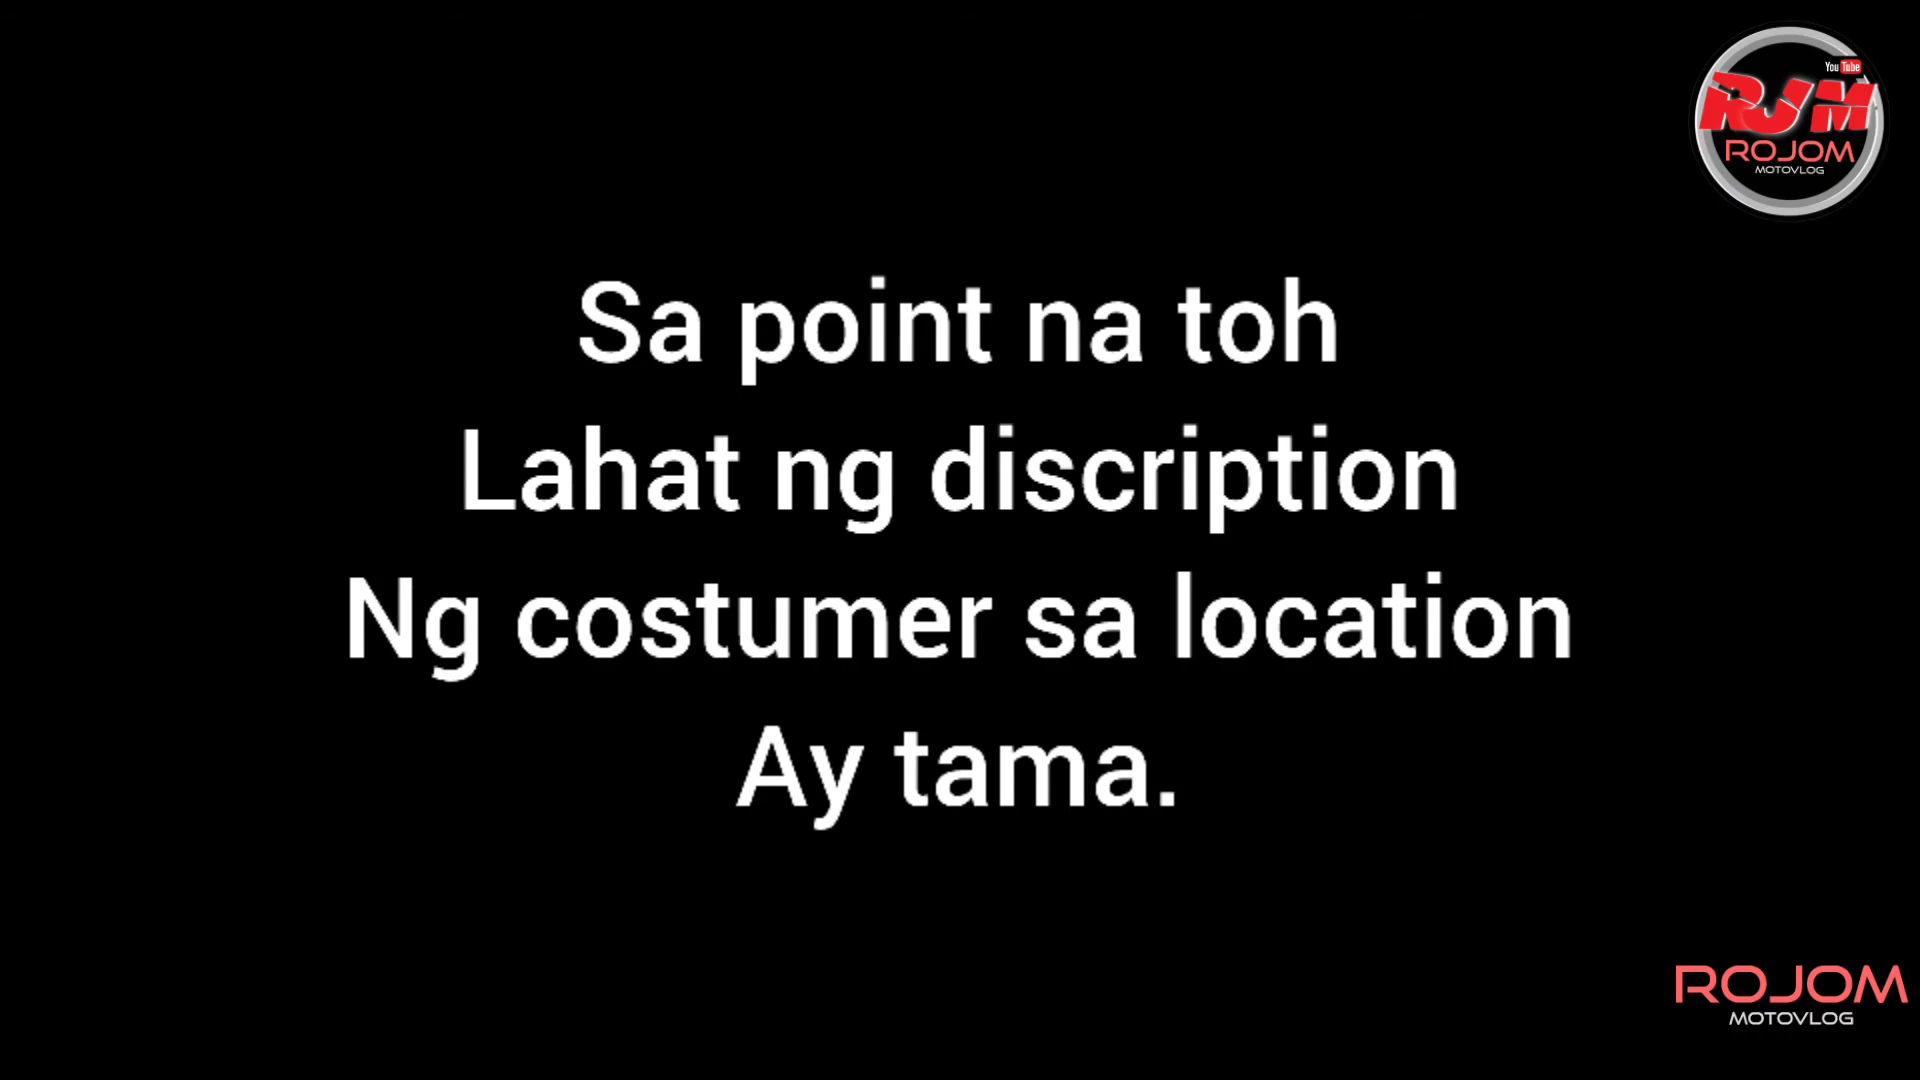 You Tube
RJM
ROJOM
MOTOVLOG
Sa point na toh
Lahat ng discription
Ng costumer sa location
Ay tama.
ROJOM
MOTOVLOG